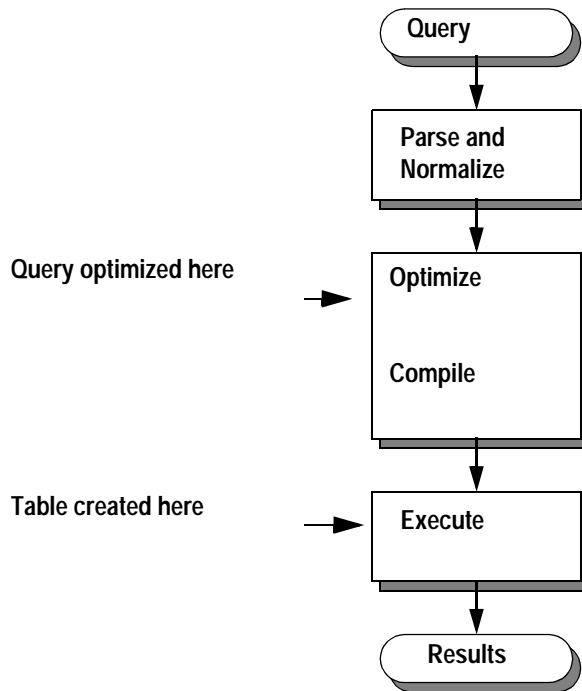 Query
Parse and
Normalize
Query optimized here
Optimize
Compile
Table created here
Execute
Results